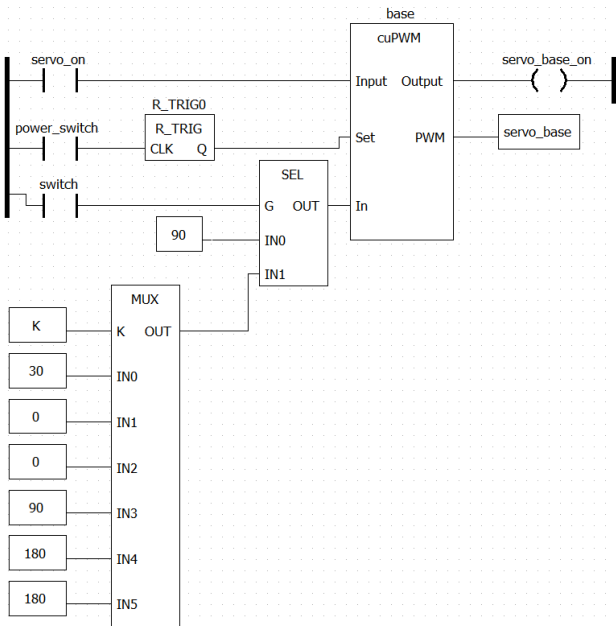 base
cuPWM
servo_on
servo_base_on
Input Output
R_TRIG0
power_switch
R_TRIG
Set PWM
servo_base
CLK Q
SEL
switch
G OUT
In
90
IN0
IN1
MUX
K
K OUT
30
IN0
0
IN1
0
IN2
90
IN3
180
IN4
180
IN5